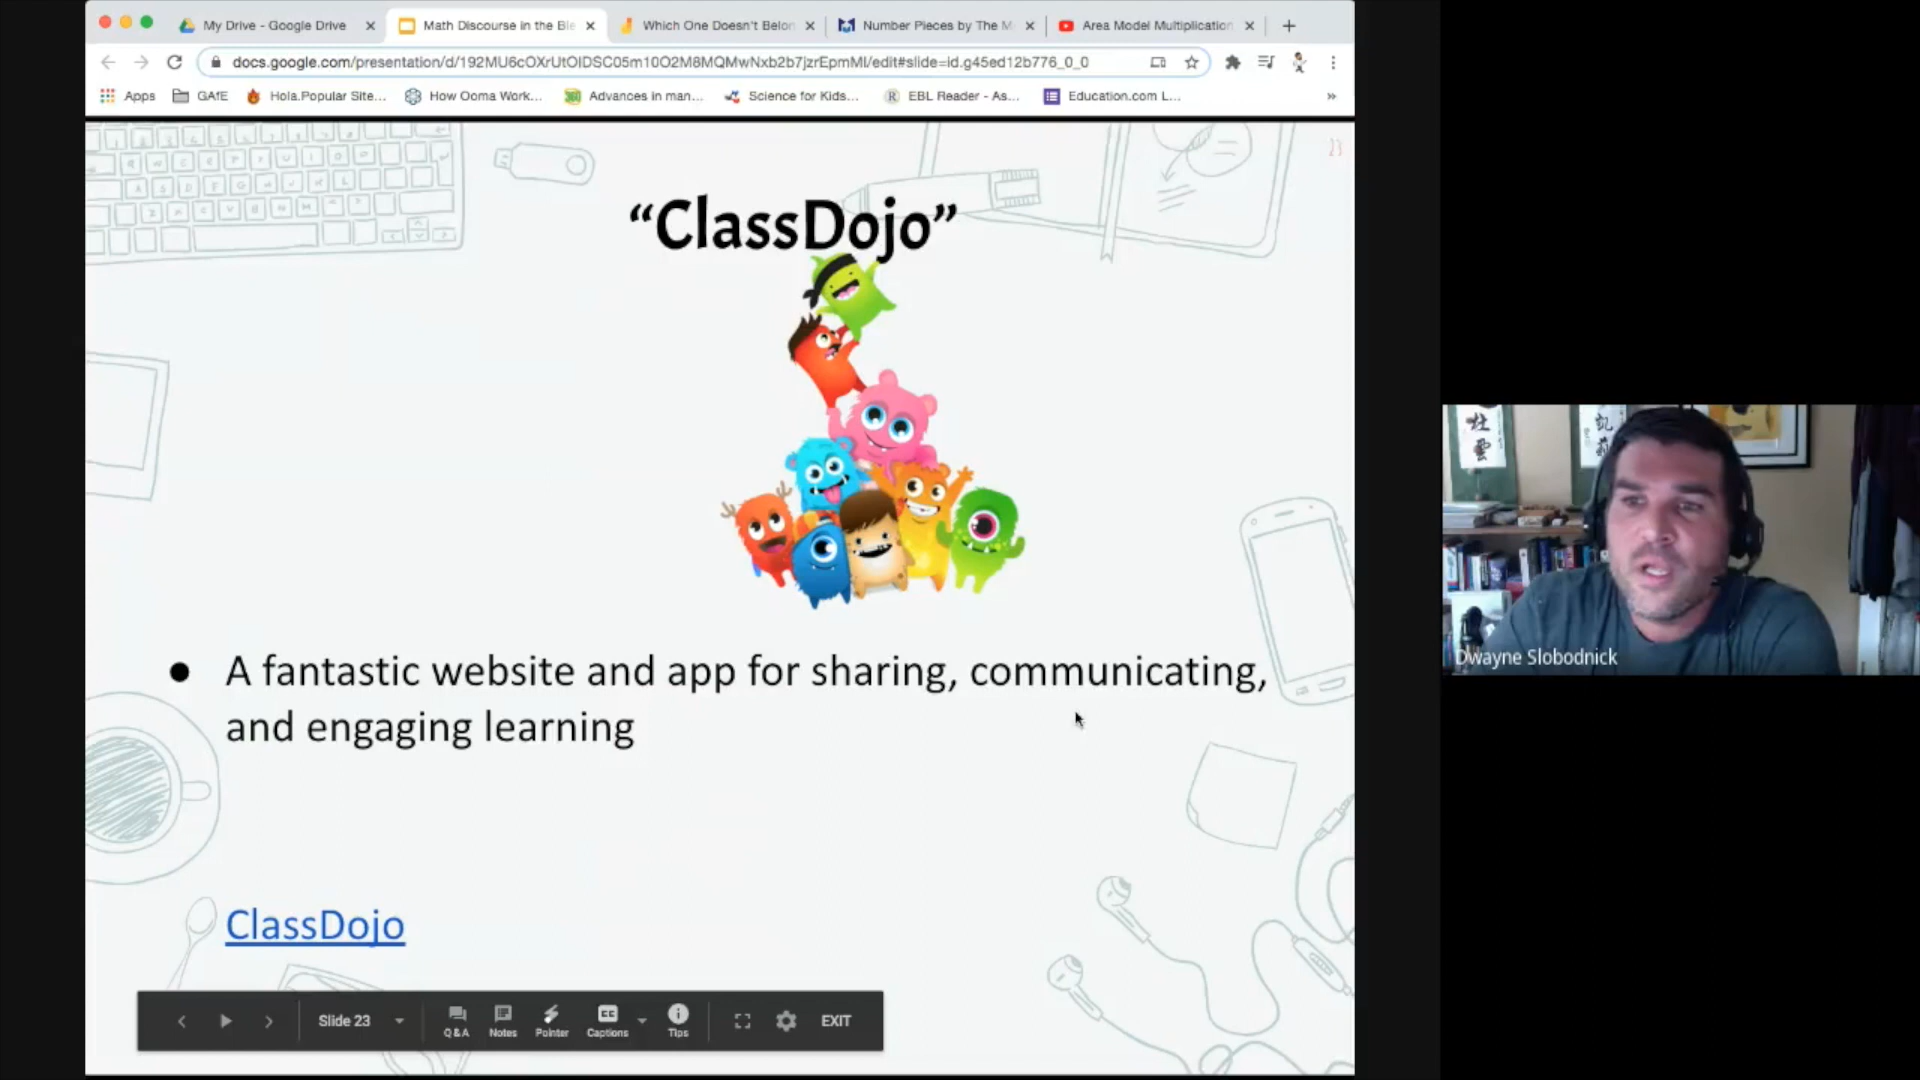 My Drive - Google Drive
Math Discourse in the Ble
Which One Doesn't Belon
Number Pieces by The M
Area Model Multiplication
docs.google.com/presentation/d/192MU6cOXrUtOIDSC05m10O2M8MQMwNxb2b7jzrEpmMI/edit#slide=id.g45ed12b776_0_0
Apps
GAfE
Hola.Popular Site...
How Ooma Work...
Advances in man...
Science for Kids...
EBL Reader - As...
Education.com L...
»
23
“ClassDojo”
● A fantastic website and app for sharing, communicating,
and engaging learning
ClassDojo
Slide 23
Q&A
Notes
Pointer
Captions
Tips
EXIT
Dwayne Slobodnick